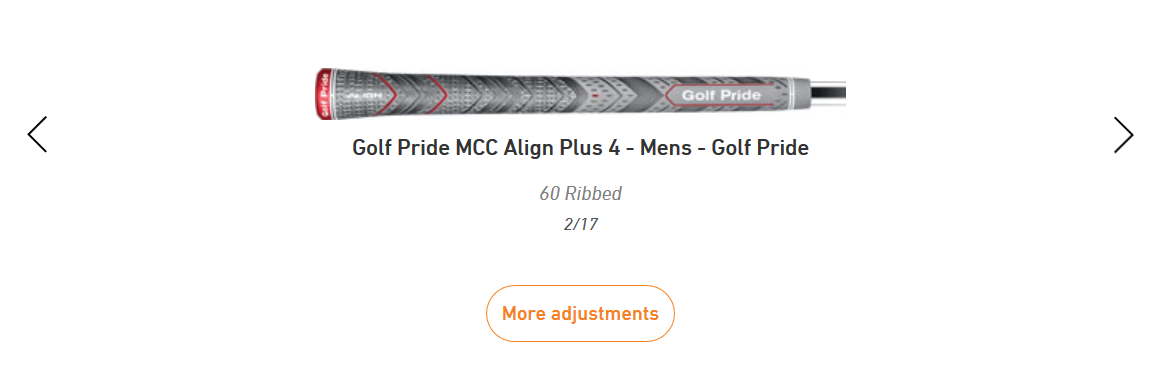 Golf Pride
ALIGN
Golf Pride
Golf Pride MCC Align Plus 4 - Mens - Golf Pride
60 Ribbed
2/17
More adjustments